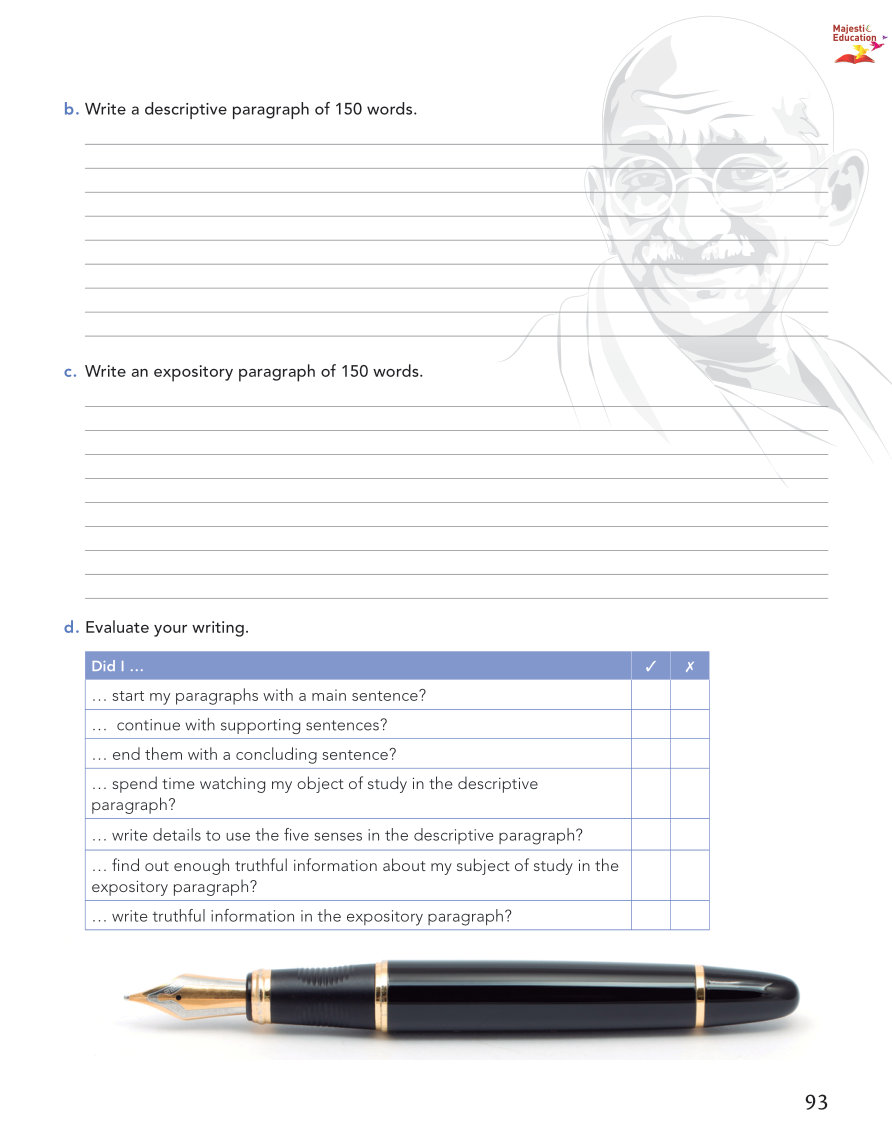 Majestic
Education
b. Write a descriptive paragraph of 150 words.
c. Write an expository paragraph of 150 words.
d. Evaluate your writing.
Did I … ✓ ✗
… start my paragraphs with a main sentence?
… continue with supporting sentences?
… end them with a concluding sentence?
… spend time watching my object of study in the descriptive
paragraph?
… write details to use the five senses in the descriptive paragraph?
… find out enough truthful information about my subject of study in the
expository paragraph?
… write truthful information in the expository paragraph?
93